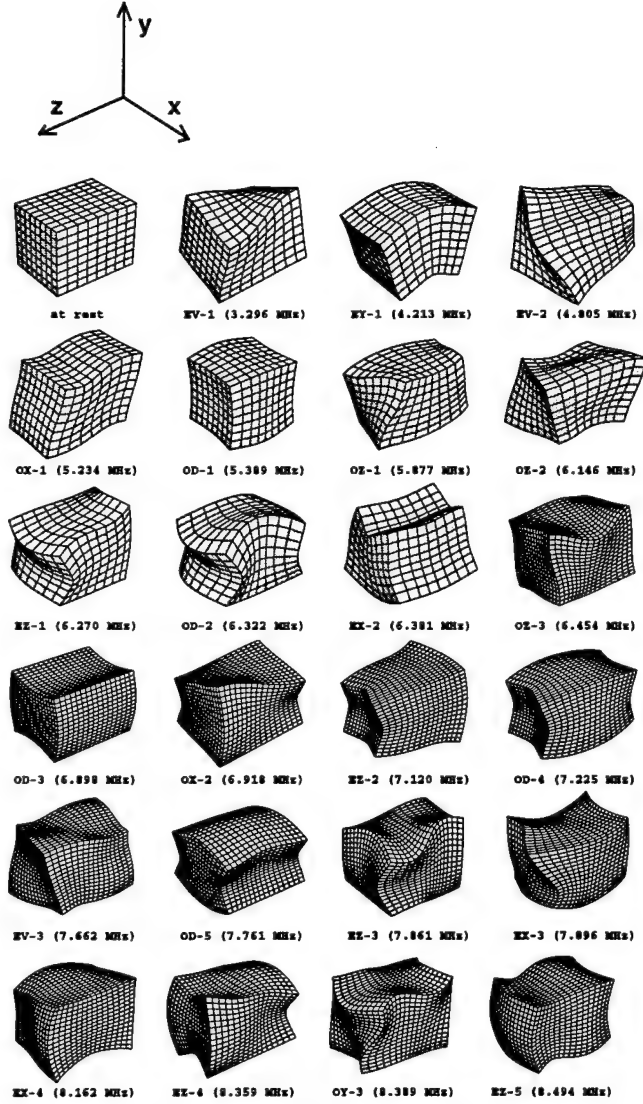 y
z x
at rest EV-1 (3.296 MHz) EY-1 (4.213 MHz) EV-2 (4.805 MHz)
OX-1 (5.234 MHz) OD-1 (5.389 MHz) OZ-1 (5.877 MHz) OZ-2 (6.146 MHz)
EZ-1 (6.270 MHz) OD-2 (6.322 MHz) EX-2 (6.381 MHz) OZ-3 (6.454 MHz)
OD-3 (6.898 MHz) OX-2 (6.918 MHz) EZ-2 (7.120 MHz) OD-4 (7.225 MHz)
EV-3 (7.662 MHz) OD-5 (7.761 MHz) EZ-3 (7.861 MHz) EX-3 (7.896 MHz)
EX-4 (8.162 MHz) EZ-4 (8.359 MHz) OY-3 (8.389 MHz) EZ-5 (8.494 MHz)